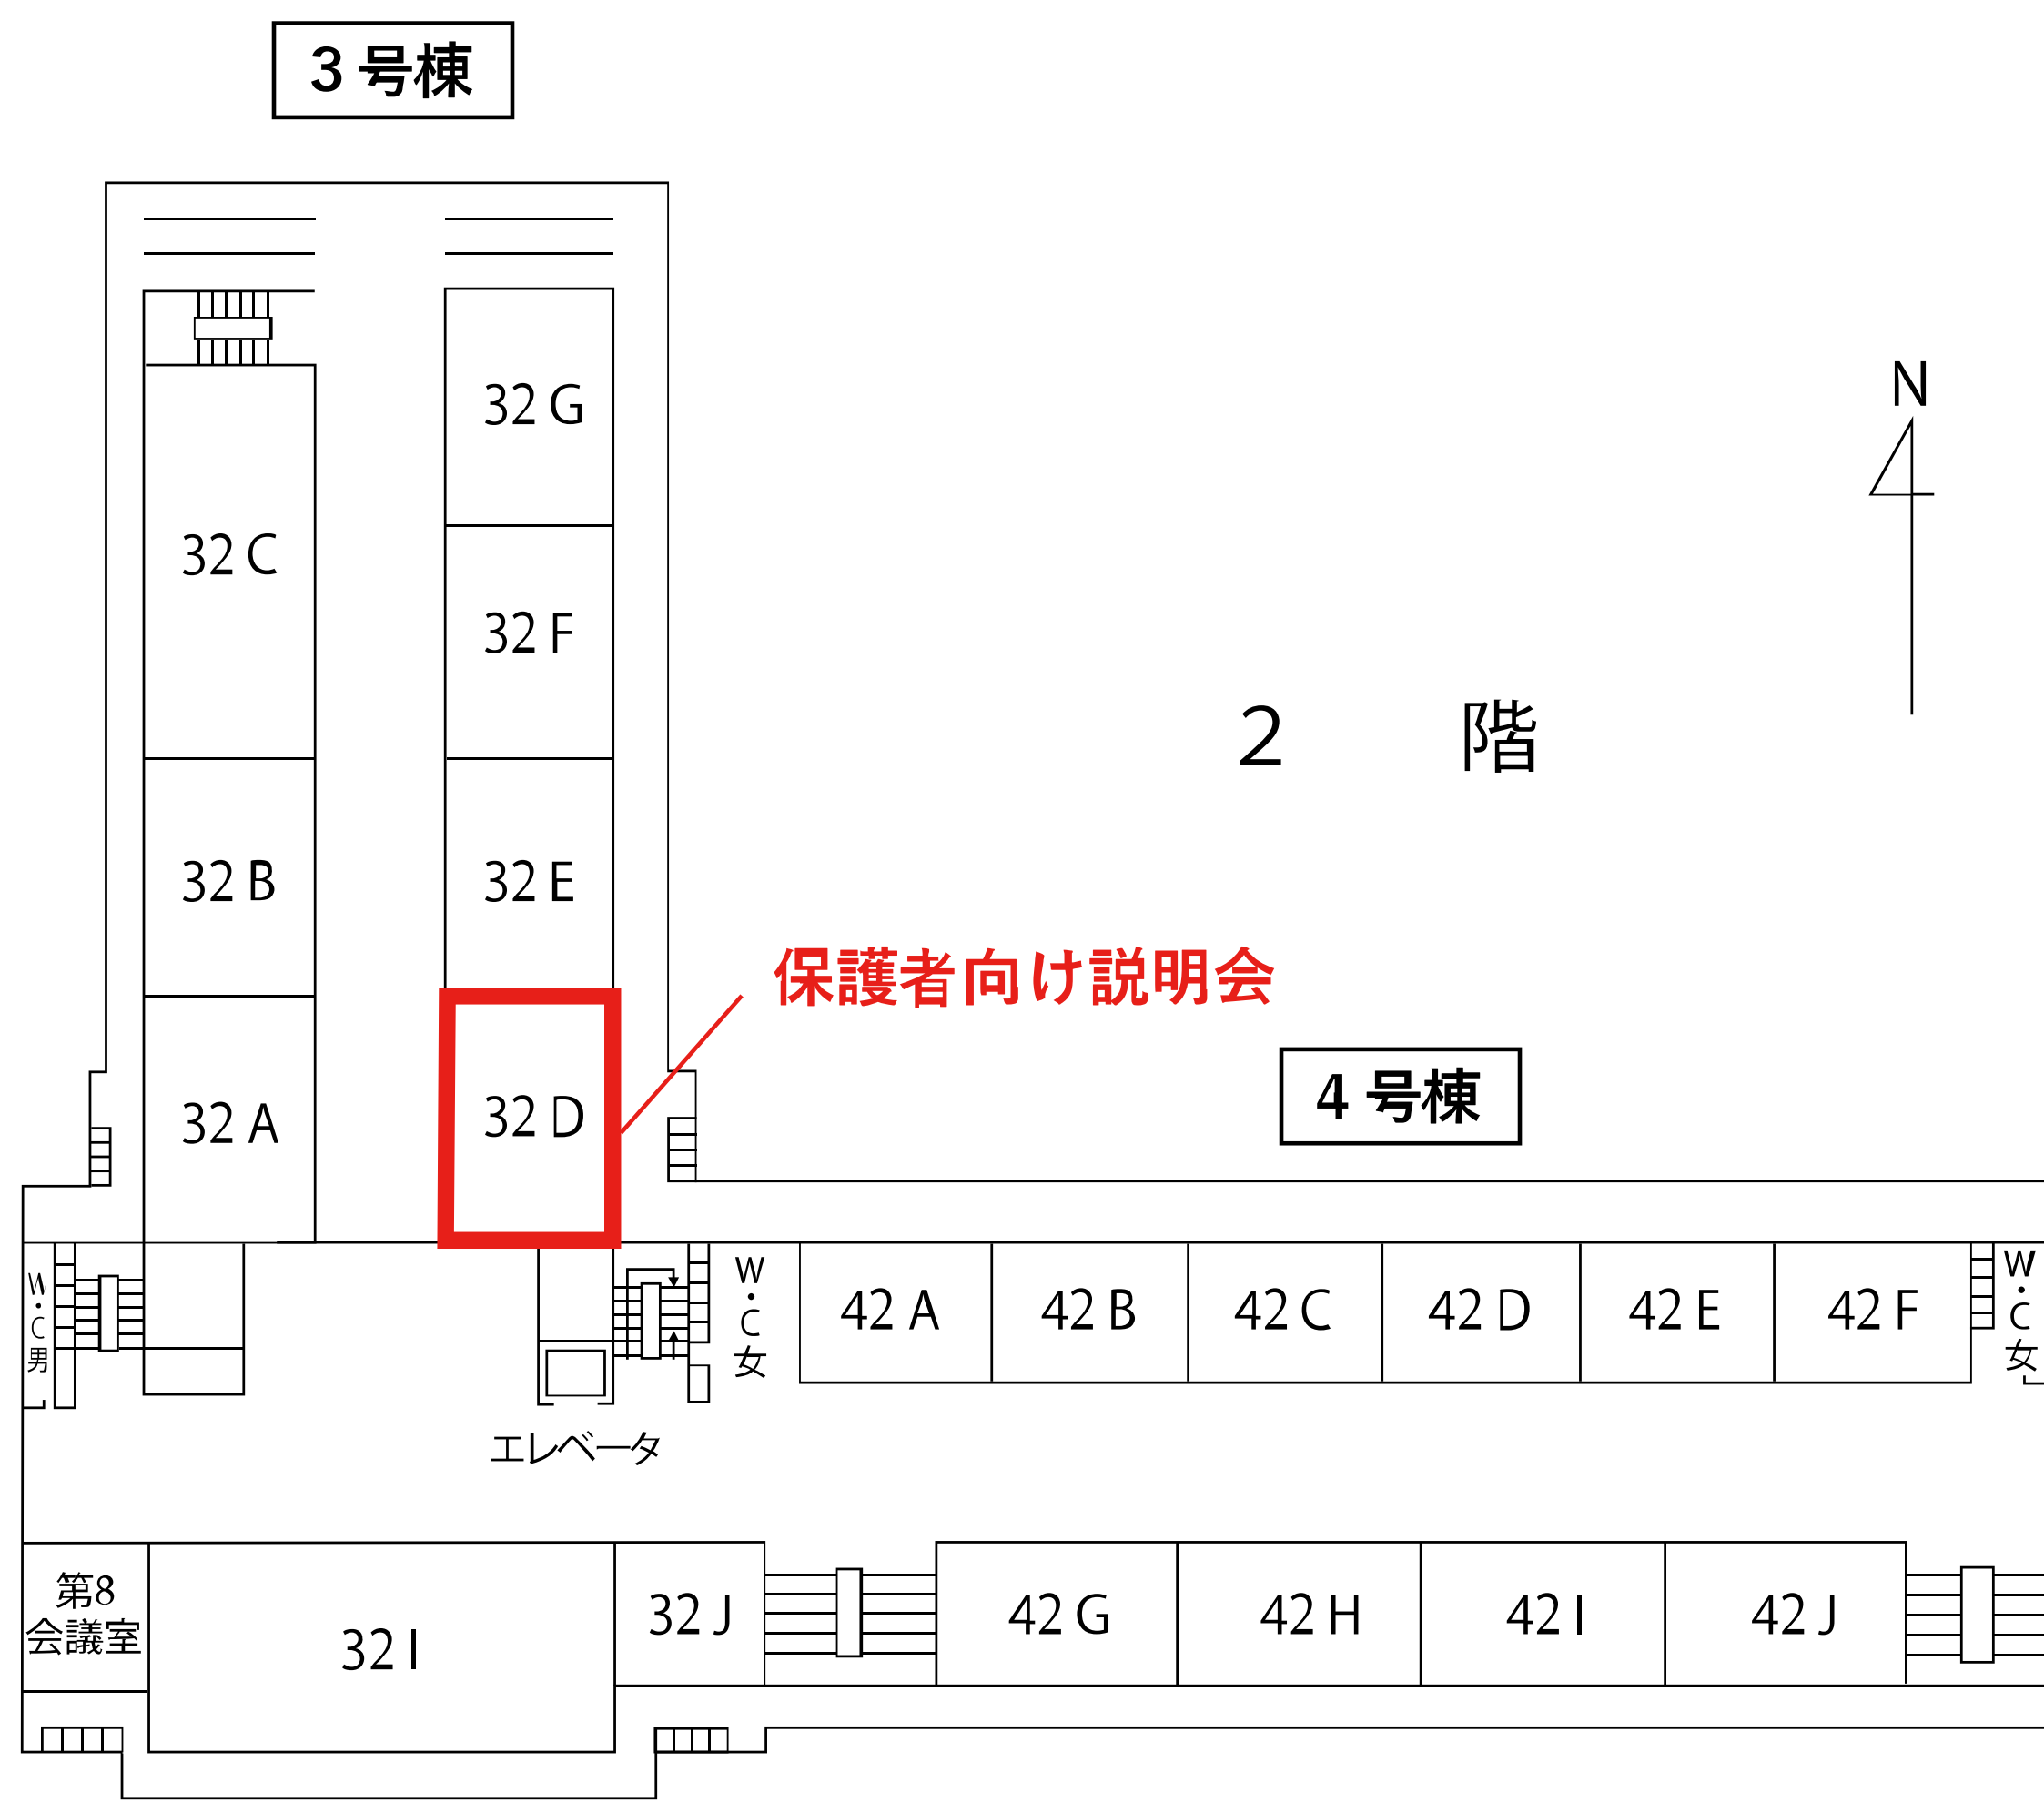 3 号棟
N
32 G
32 C
32 F
2 階
32 B
32 E
保護者向け説明会
4 号棟
32 A
32 D
W・C男
W・C女
42 A
42 B
42 C
42 D
42 E
42 F
W・C女
エレベータ
第8
会議室
32 I
32 J
42 G
42 H
42 I
42 J